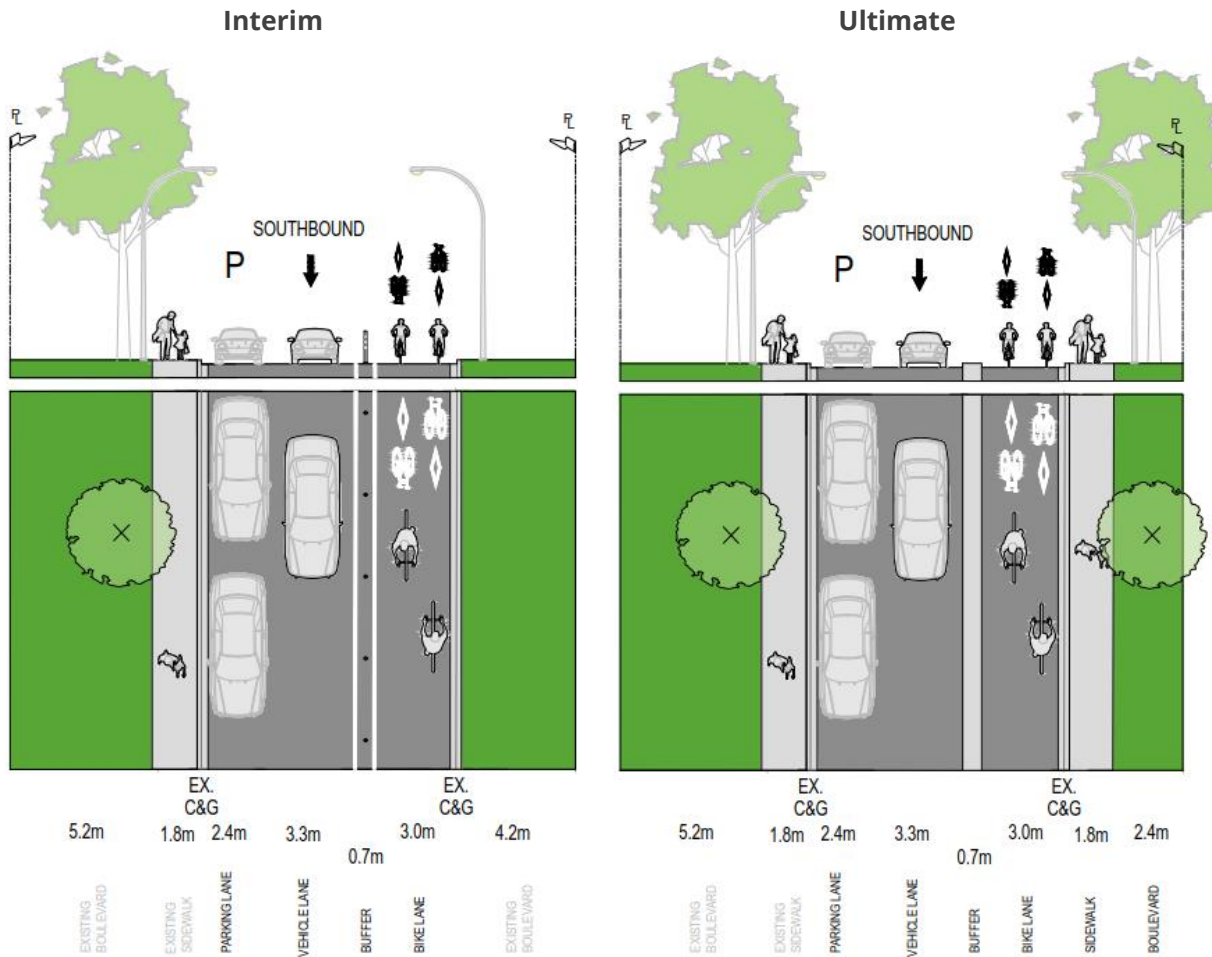 Interim
Ultimate
PL
PL
PL
PL
SOUTHBOUND
P
SOUTHBOUND
P
EX.
C&G
EX.
C&G
5.2m 1.8m 2.4m 3.3m 0.7m 3.0m 4.2m
EXISTING
BOULEVARD
EXISTING
SIDEWALK
PARKING LANE
VEHICLE LANE
BUFFER
BIKE LANE
EXISTING
BOULEVARD
EX.
C&G
EX.
C&G
5.2m 1.8m 2.4m 3.3m 0.7m 3.0m 1.8m 2.4m
EXISTING
BOULEVARD
EXISTING
SIDEWALK
PARKING LANE
VEHICLE LANE
BUFFER
BIKE LANE
SIDEWALK
BOULEVARD